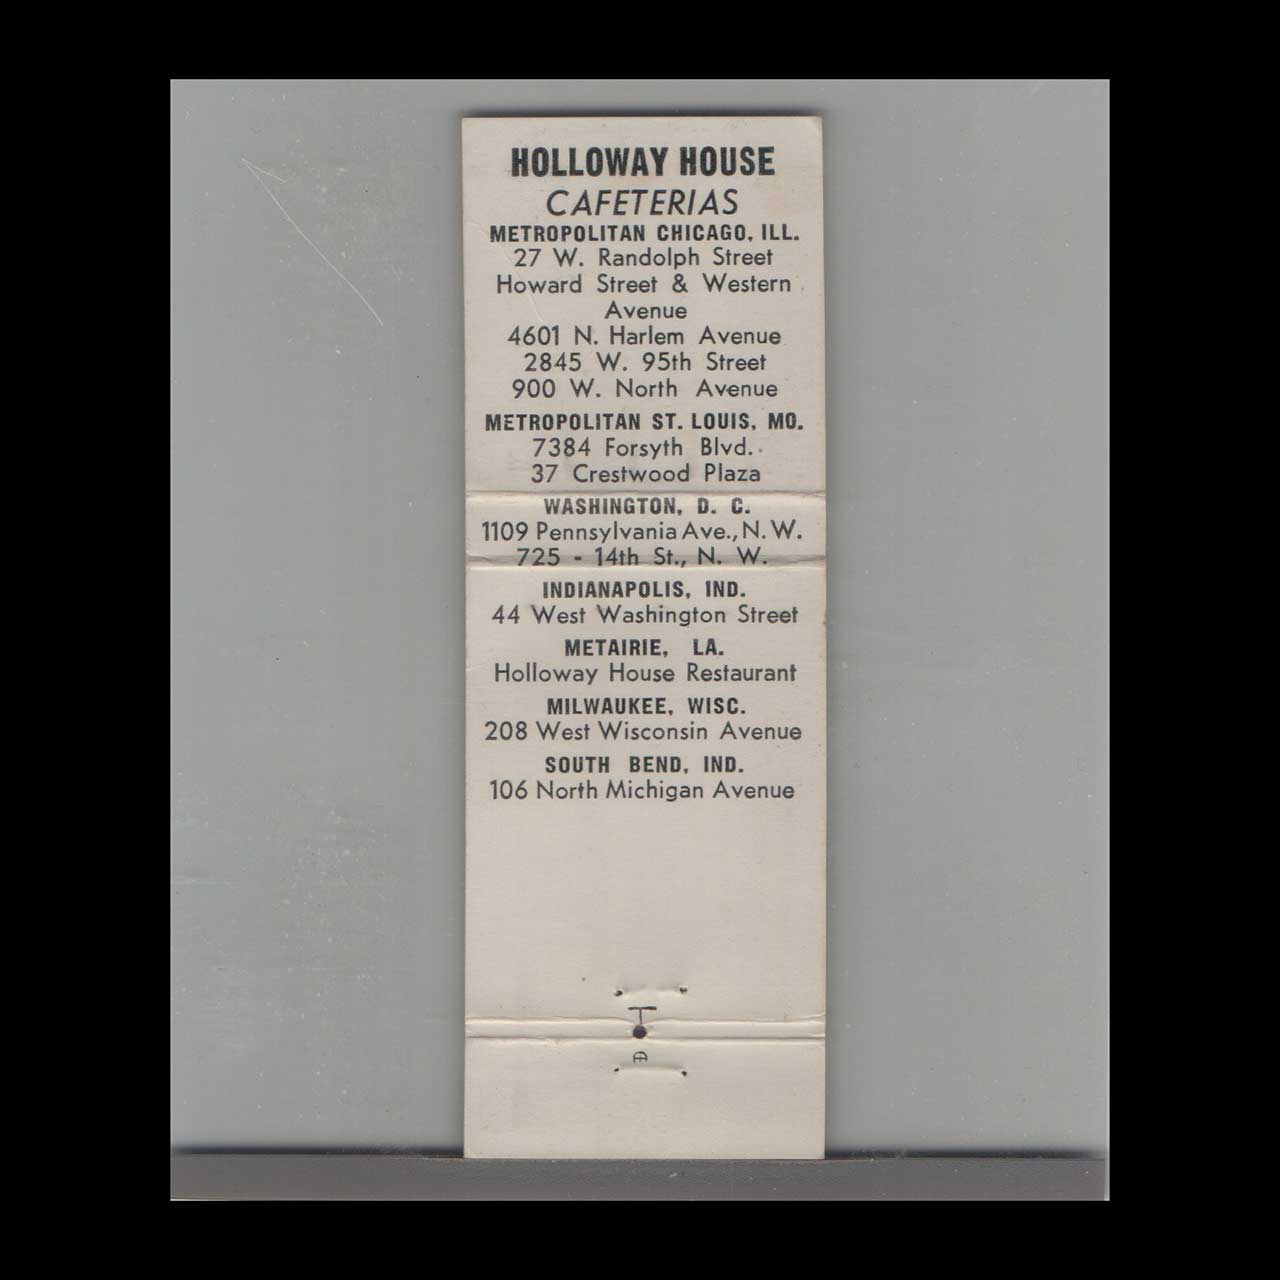 HOLLOWAY HOUSE
CAFETERIAS
METROPOLITAN CHICAGO, ILL.
27 W. Randolph Street
Howard Street & Western
Avenue
4601 N. Harlem Avenue
2845 W. 95th Street
900 W. North Avenue
METROPOLITAN ST. LOUIS, MO.
7384 Forsyth Blvd.
37 Crestwood Plaza
WASHINGTON, D. C.
1109 Pennsylvania Ave., N. W.
725 - 14th St., N. W.
INDIANAPOLIS, IND.
44 West Washington Street
METAIRIE, LA.
Holloway House Restaurant
MILWAUKEE, WISC.
208 West Wisconsin Avenue
SOUTH BEND, IND.
106 North Michigan Avenue